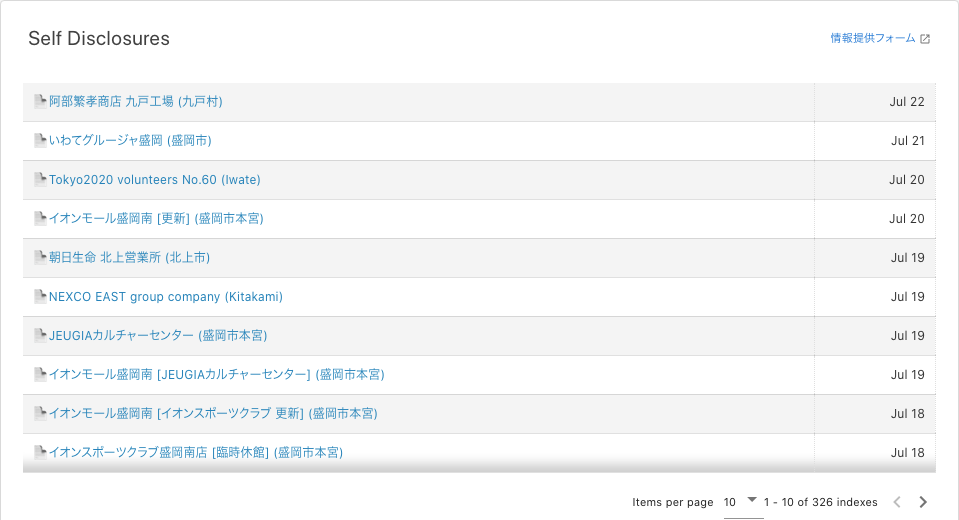 Self Disclosures
情報提供フォーム
阿部繁孝商店 九戸工場 (九戸村) Jul 22
いわてグルージャ盛岡 (盛岡市) Jul 21
Tokyo2020 volunteers No.60 (Iwate) Jul 20
イオンモール盛岡南 [更新] (盛岡市本宮) Jul 20
朝日生命 北上営業所 (北上市) Jul 19
NEXCO EAST group company (Kitakami) Jul 19
JEUGIAカルチャーセンター (盛岡市本宮) Jul 19
イオンモール盛岡南 [JEUGIAカルチャーセンター] (盛岡市本宮) Jul 19
イオンモール盛岡南 [イオンスポーツクラブ 更新] (盛岡市本宮) Jul 18
イオンスポーツクラブ盛岡南店 [臨時休館] (盛岡市本宮) Jul 18
Items per page 10 1 - 10 of 326 indexes